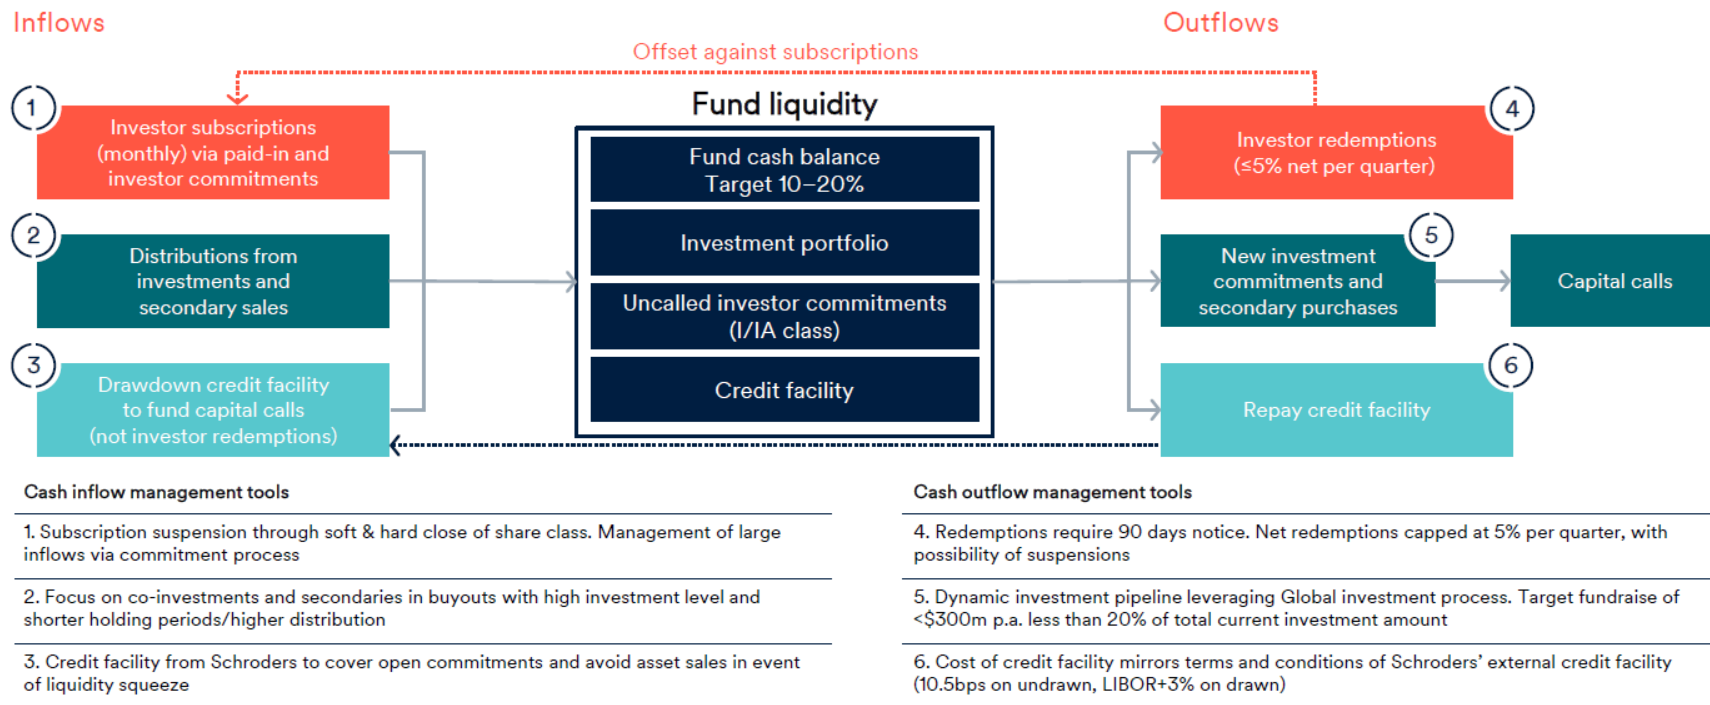 Inflows
Outflows
Offset against subscriptions
Fund liquidity
1
Investor subscriptions
(monthly) via paid-in and
investor commitments
2
Distributions from
investments and
secondary sales
3
Drawdown credit facility
to fund capital calls
(not investor redemptions)
Fund cash balance
Target 10–20%
Investment portfolio
Uncalled investor commitments
(I/IA class)
Credit facility
4
Investor redemptions
(≤5% net per quarter)
5
New investment
commitments and
secondary purchases
Capital calls
6
Repay credit facility
Cash inflow management tools
1. Subscription suspension through soft & hard close of share class. Management of large
inflows via commitment process
2. Focus on co-investments and secondaries in buyouts with high investment level and
shorter holding periods/higher distribution
3. Credit facility from Schroders to cover open commitments and avoid asset sales in event
of liquidity squeeze
Cash outflow management tools
4. Redemptions require 90 days notice. Net redemptions capped at 5% per quarter, with
possibility of suspensions
5. Dynamic investment pipeline leveraging Global investment process. Target fundraise of
<$300m p.a. less than 20% of total current investment amount
6. Cost of credit facility mirrors terms and conditions of Schroders’ external credit facility
(10.5bps on undrawn, LIBOR+3% on drawn)